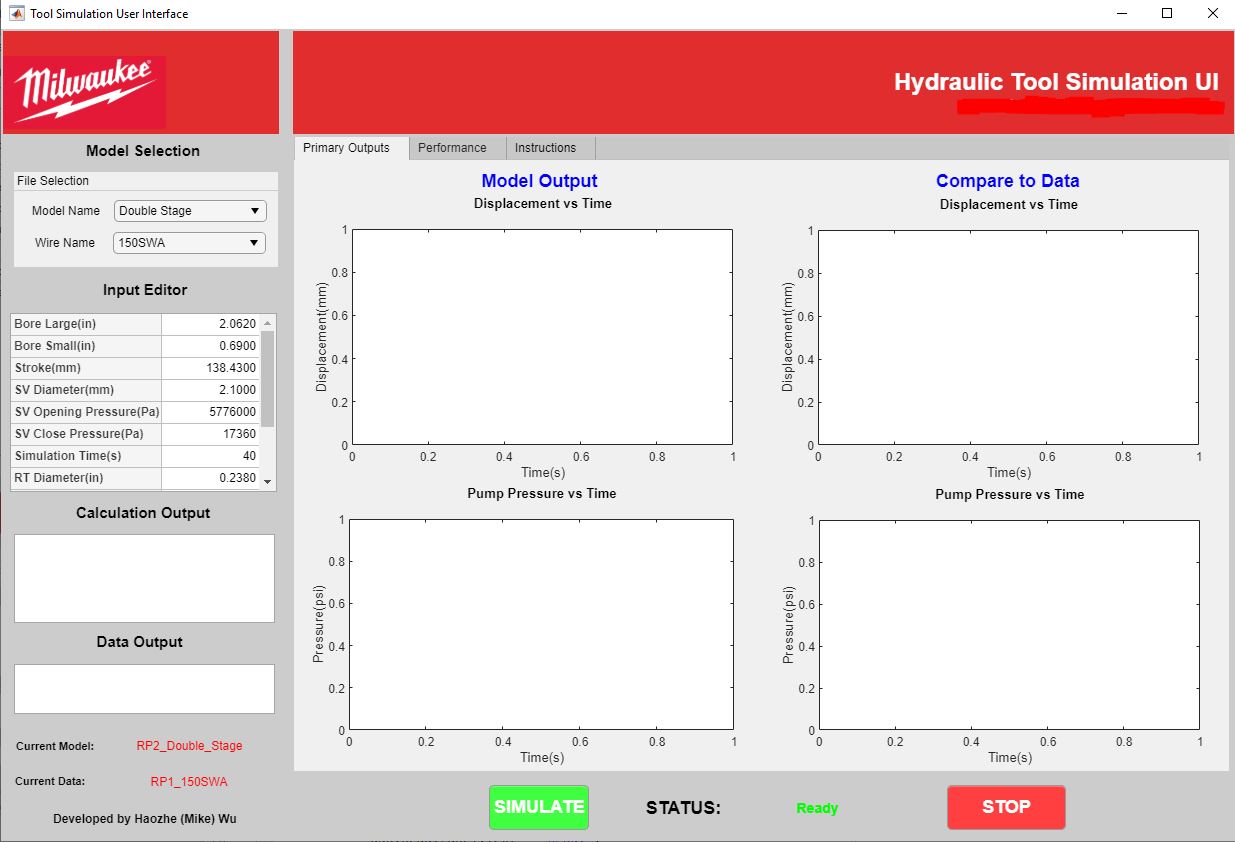 Tool Simulation User Interface
Milwaukee
Hydraulic Tool Simulation UI
Model Selection
File Selection
Model Name Double Stage
Wire Name 150SWA
Input Editor
Bore Large(in) 2.0620
Bore Small(in) 0.6900
Stroke(mm) 138.4300
SV Diameter(mm) 2.1000
SV Opening Pressure(Pa) 5776000
SV Close Pressure(Pa) 17360
Simulation Time(s) 40
RT Diameter(in) 0.2380
Calculation Output
Data Output
Current Model: RP2_Double_Stage
Current Data: RP1_150SWA
Developed by Haozhe (Mike) Wu
Primary Outputs Performance Instructions
Model Output
Displacement vs Time
Displacement(mm)
1
0.8
0.6
0.4
0.2
0
0 0.2 0.4 0.6 0.8 1
Time(s)
Compare to Data
Displacement vs Time
Displacement(mm)
1
0.8
0.6
0.4
0.2
0
0 0.2 0.4 0.6 0.8 1
Time(s)
Pump Pressure vs Time
Pressure(psi)
1
0.8
0.6
0.4
0.2
0
0 0.2 0.4 0.6 0.8 1
Time(s)
Pump Pressure vs Time
Pressure(psi)
1
0.8
0.6
0.4
0.2
0
0 0.2 0.4 0.6 0.8 1
Time(s)
SIMULATE STATUS: Ready STOP